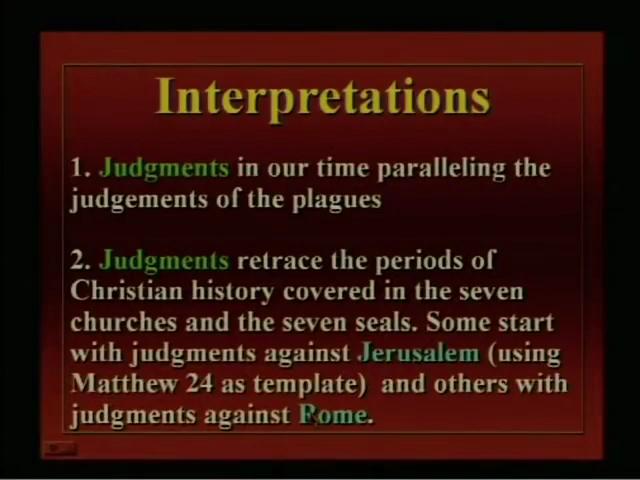 Interpretations
1. Judgments in our time paralleling the
judgements of the plagues
2. Judgments retrace the periods of
Christian history covered in the seven
churches and the seven seals. Some start
with judgments against Jerusalem (using
Matthew 24 as template) and others with
judgments against Rome.